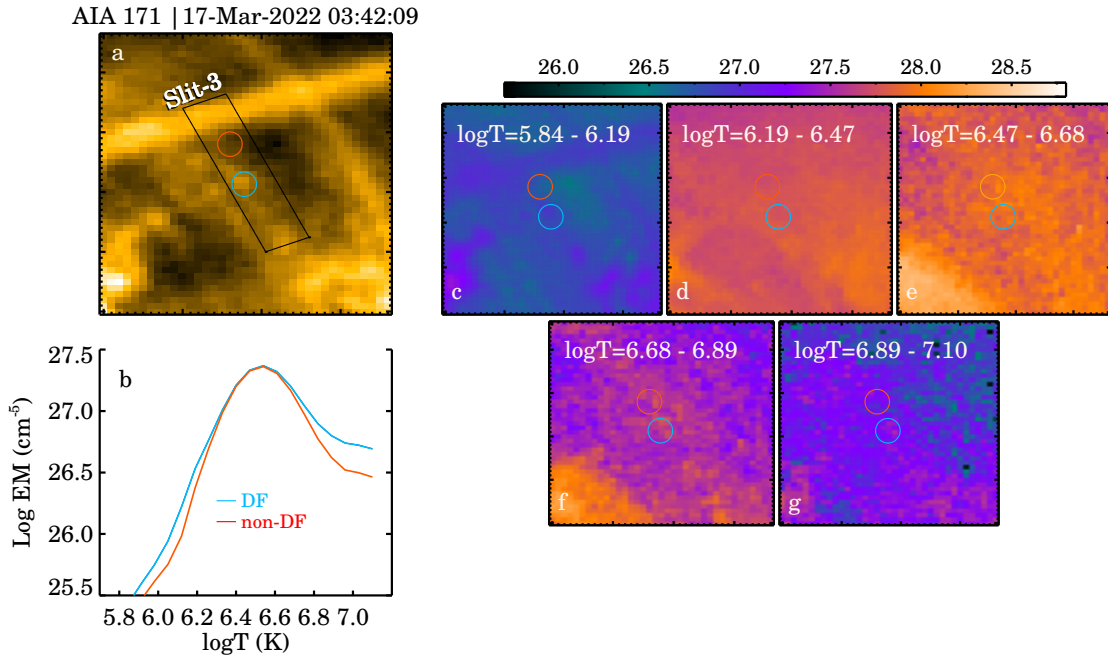 AIA 171 | 17-Mar-2022 03:42:09
a
Slit-3
26.0 26.5 27.0 27.5 28.0 28.5
logT=5.84 - 6.19
c
logT=6.19 - 6.47
d
logT=6.47 - 6.68
e
logT=6.68 - 6.89
f
logT=6.89 - 7.10
g
b
27.5
27.0
26.5
26.0
25.5
Log EM (cm-5)
DF
non-DF
5.8 6.0 6.2 6.4 6.6 6.8 7.0
logT (K)